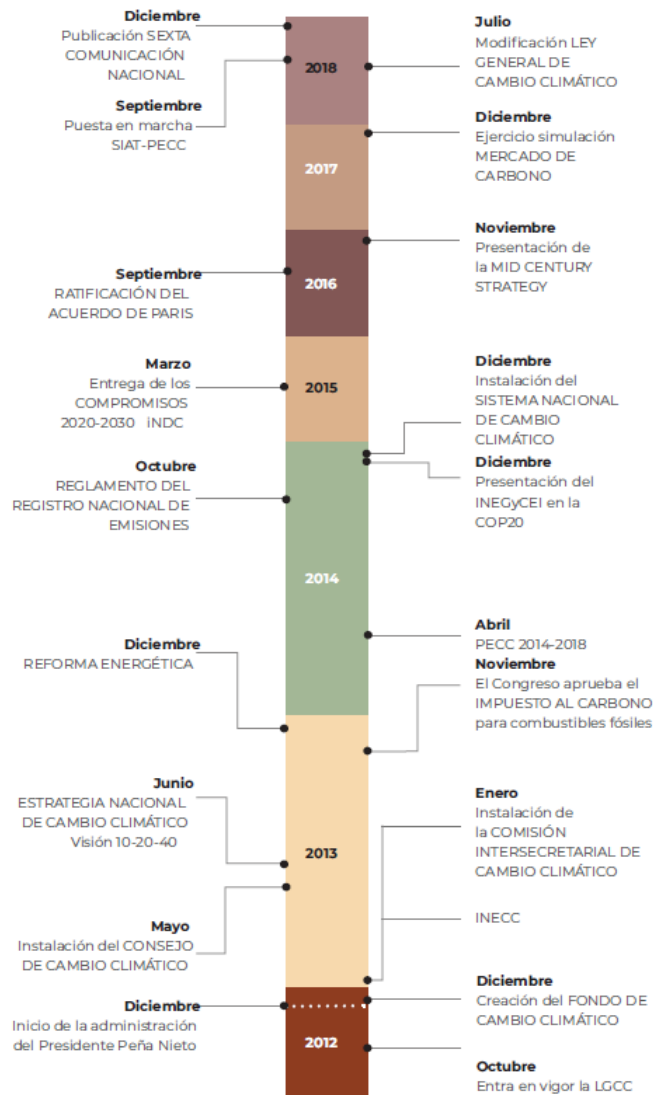 Diciembre
Publicación SEXTA
COMUNICACIÓN
NACIONAL
Septiembre
Puesta en marcha
SIAT-PECC
Septiembre
RATIFICACIÓN DEL
ACUERDO DE PARIS
Marzo
Entrega de los
COMPROMISOS
2020-2030 iNDC
Octubre
REGLAMENTO DEL
REGISTRO NACIONAL DE
EMISIONES
Diciembre
REFORMA ENERGÉTICA
Junio
ESTRATEGIA NACIONAL
DE CAMBIO CLIMÁTICO
Visión 10-20-40
Mayo
Instalación del CONSEJO
DE CAMBIO CLIMÁTICO
Diciembre
Inicio de la administración
del Presidente Peña Nieto
2018
2017
2016
2015
2014
2013
2012
Julio
Modificación LEY
GENERAL DE
CAMBIO CLIMÁTICO
Diciembre
Ejercicio simulación
MERCADO DE
CARBONO
Noviembre
Presentación de
la MID CENTURY
STRATEGY
Diciembre
Instalación del
SISTEMA NACIONAL
DE CAMBIO
CLIMÁTICO
Diciembre
Presentación del
INEGyCEI en la
COP20
Abril
PECC 2014-2018
Noviembre
El Congreso aprueba el
IMPUESTO AL CARBONO
para combustibles fósiles
Enero
Instalación de
la COMISIÓN
INTERSECRETARIAL DE
CAMBIO CLIMÁTICO
INECC
Diciembre
Creación del FONDO DE
CAMBIO CLIMÁTICO
Octubre
Entra en vigor la LGCC